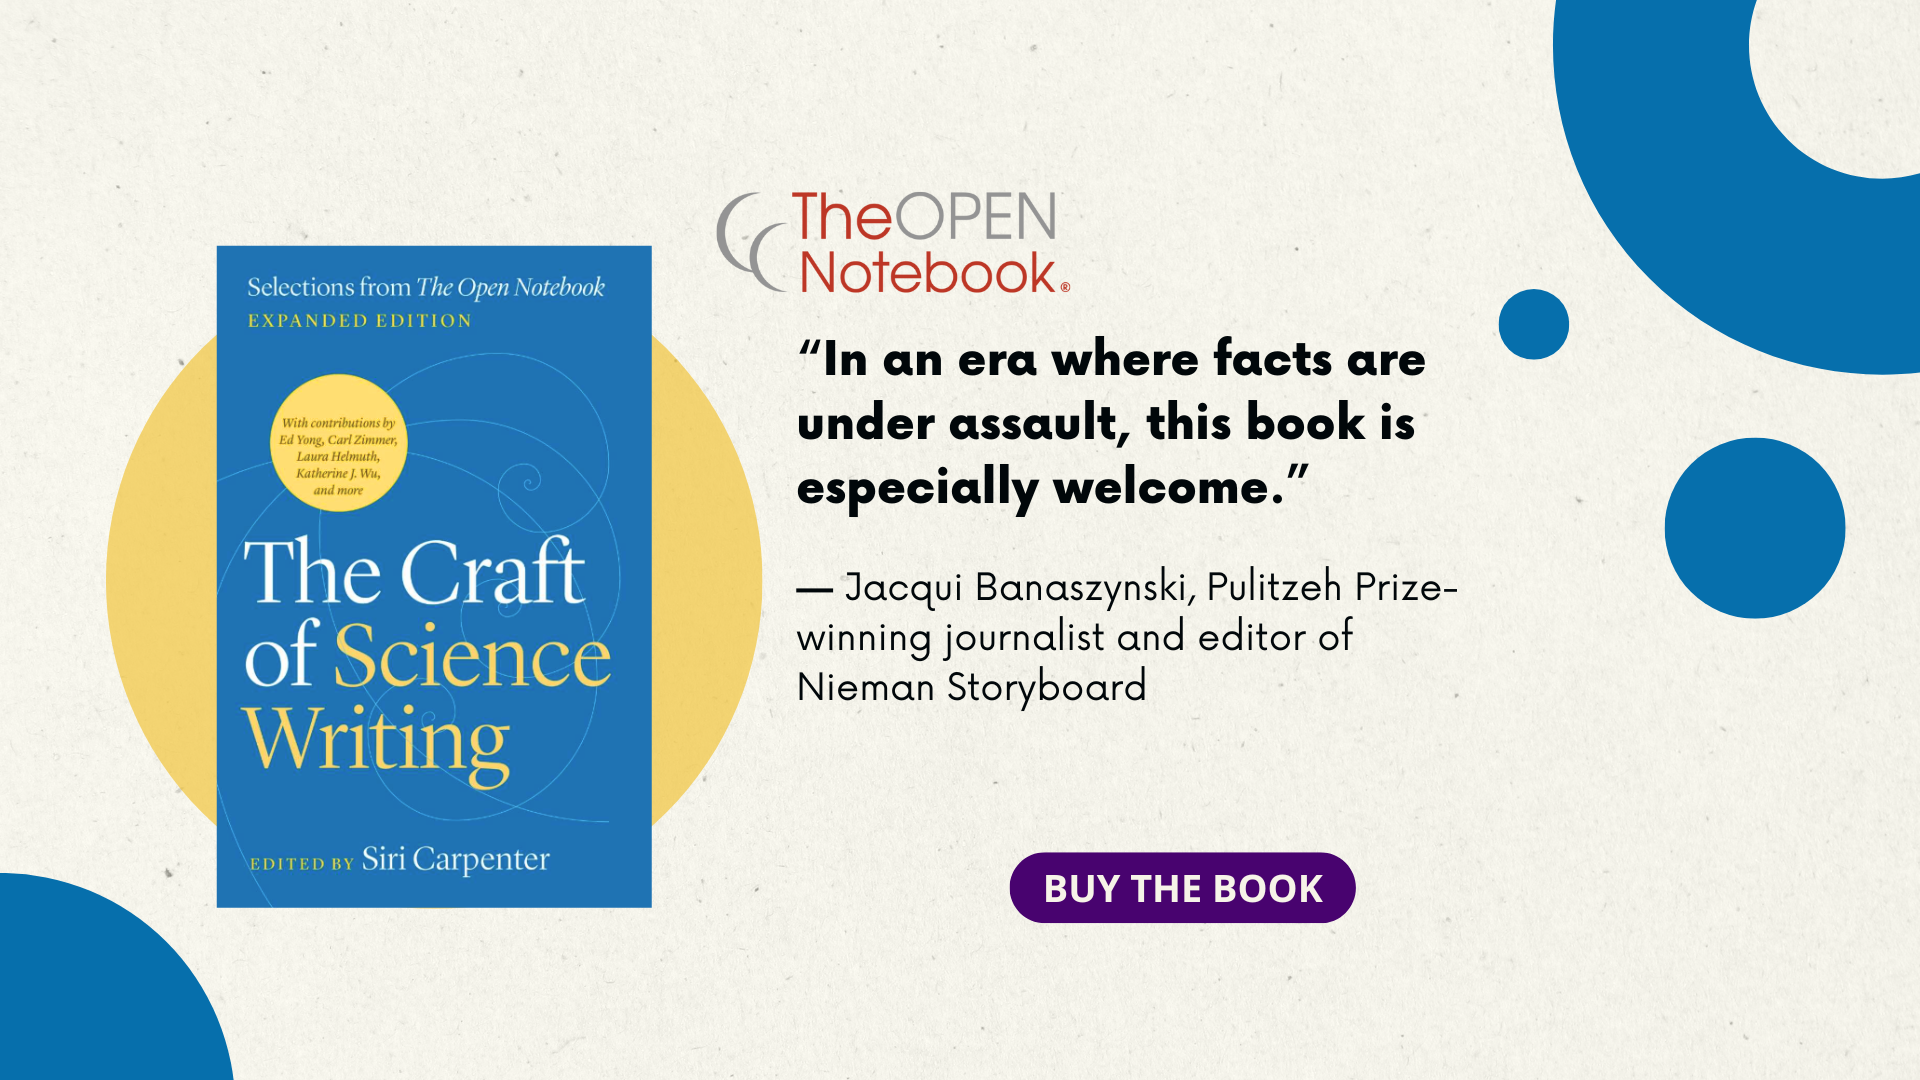 Selections from The Open Notebook
EXPANDED EDITION
With contributions by
Ed Yong, Carl Zimmer,
Laura Helmuth,
Katherine J. Wu,
and more
The Craft
of Science
Writing
EDITED BY Siri Carpenter
TheOPEN
Notebook®
“In an era where facts are
under assault, this book is
especially welcome.”
— Jacqui Banaszynski, Pulitzeh Prize-
winning journalist and editor of
Nieman Storyboard
BUY THE BOOK